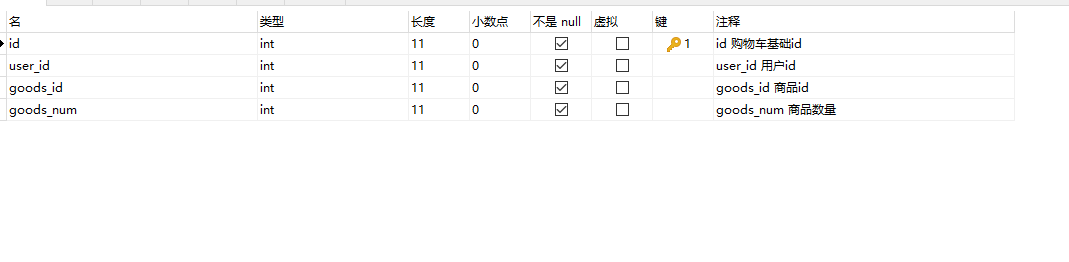 名 类型 长度 小数点 不是 null 虚拟 键 注释
id int 11 0 1 id 购物车基础id
user_id int 11 0 user_id 用户id
goods_id int 11 0 goods_id 商品id
goods_num int 11 0 goods_num 商品数量